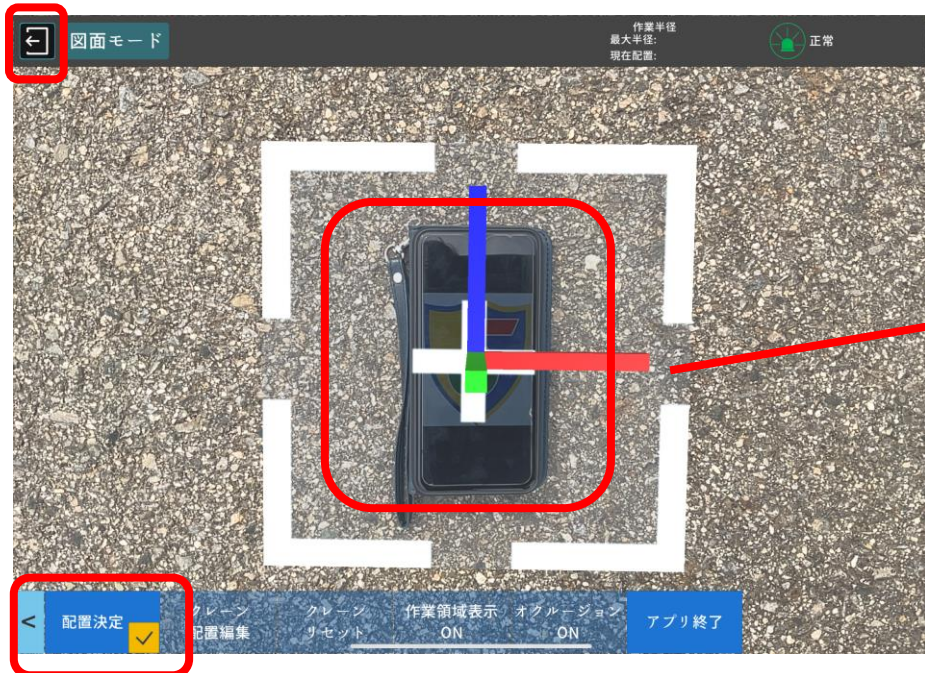 図面モード
作業半径
最大半径:
現在配置:
正常
<
配置決定
クレーン
配置編集
クレーン
リセット
作業領域表示
ON
オクルージョン
ON
アプリ終了